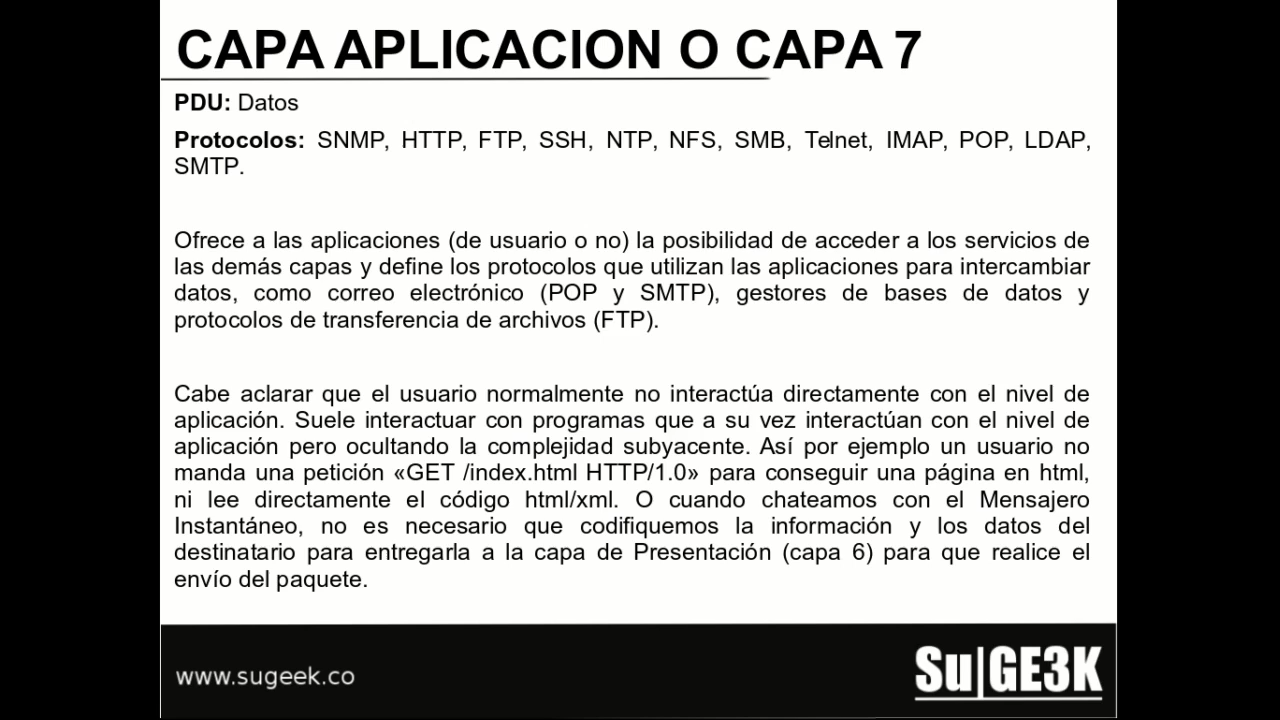 CAPA APLICACION O CAPA 7
PDU: Datos
Protocolos: SNMP, HTTP, FTP, SSH, NTP, NFS, SMB, Telnet, IMAP, POP, LDAP,
SMTP.
Ofrece a las aplicaciones (de usuario o no) la posibilidad de acceder a los servicios de
las demás capas y define los protocolos que utilizan las aplicaciones para intercambiar
datos, como correo electrónico (POP y SMTP), gestores de bases de datos y
protocolos de transferencia de archivos (FTP).
Cabe aclarar que el usuario normalmente no interactúa directamente con el nivel de
aplicación. Suele interactuar con programas que a su vez interactúan con el nivel de
aplicación pero ocultando la complejidad subyacente. Así por ejemplo un usuario no
manda una petición «GET /index.html HTTP/1.0» para conseguir una página en html,
ni lee directamente el código html/xml. O cuando chateamos con el Mensajero
Instantáneo, no es necesario que codifiquemos la información y los datos del
destinatario para entregarla a la capa de Presentación (capa 6) para que realice el
envío del paquete.
www.sugeek.co
Su|GE3K